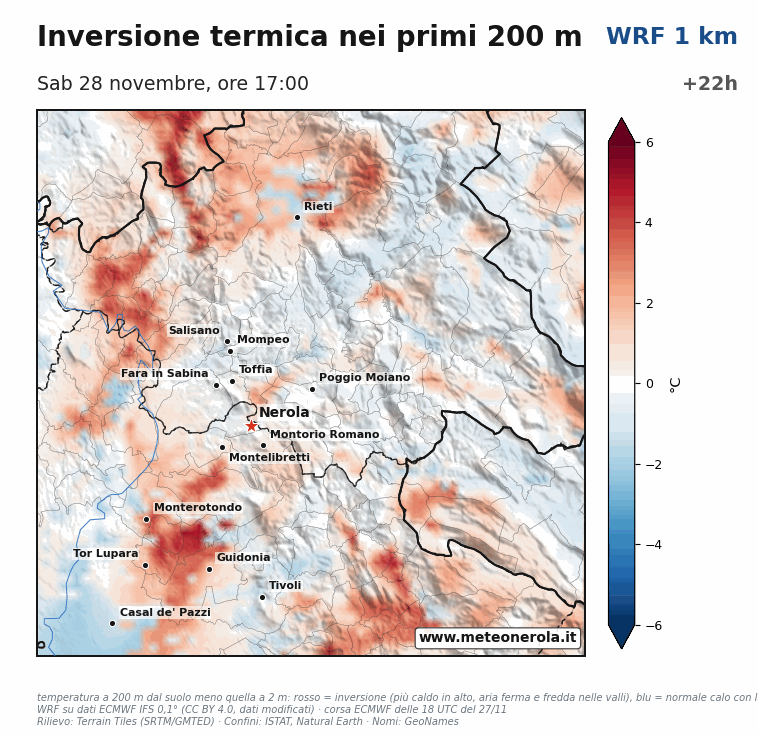 Inversione termica nei primi 200 m
WRF 1 km
Sab 28 novembre, ore 17:00
+22h
Rieti
Salisano
Mompeo
Toffia
Fara in Sabina
Poggio Moiano
Nerola
Montorio Romano
Montelibretti
Monterotondo
Tor Lupara
Guidonia
Tivoli
Casal de' Pazzi
www.meteonerola.it
6
4
2
0
−2
−4
−6
°C
temperatura a 200 m dal suolo meno quella a 2 m: rosso = inversione (più caldo in alto, aria ferma e fredda nelle valli), blu = normale calo con l
WRF su dati ECMWF IFS 0,1° (CC BY 4.0, dati modificati) · corsa ECMWF delle 18 UTC del 27/11
Rilievo: Terrain Tiles (SRTM/GMTED) · Confini: ISTAT, Natural Earth · Nomi: GeoNames